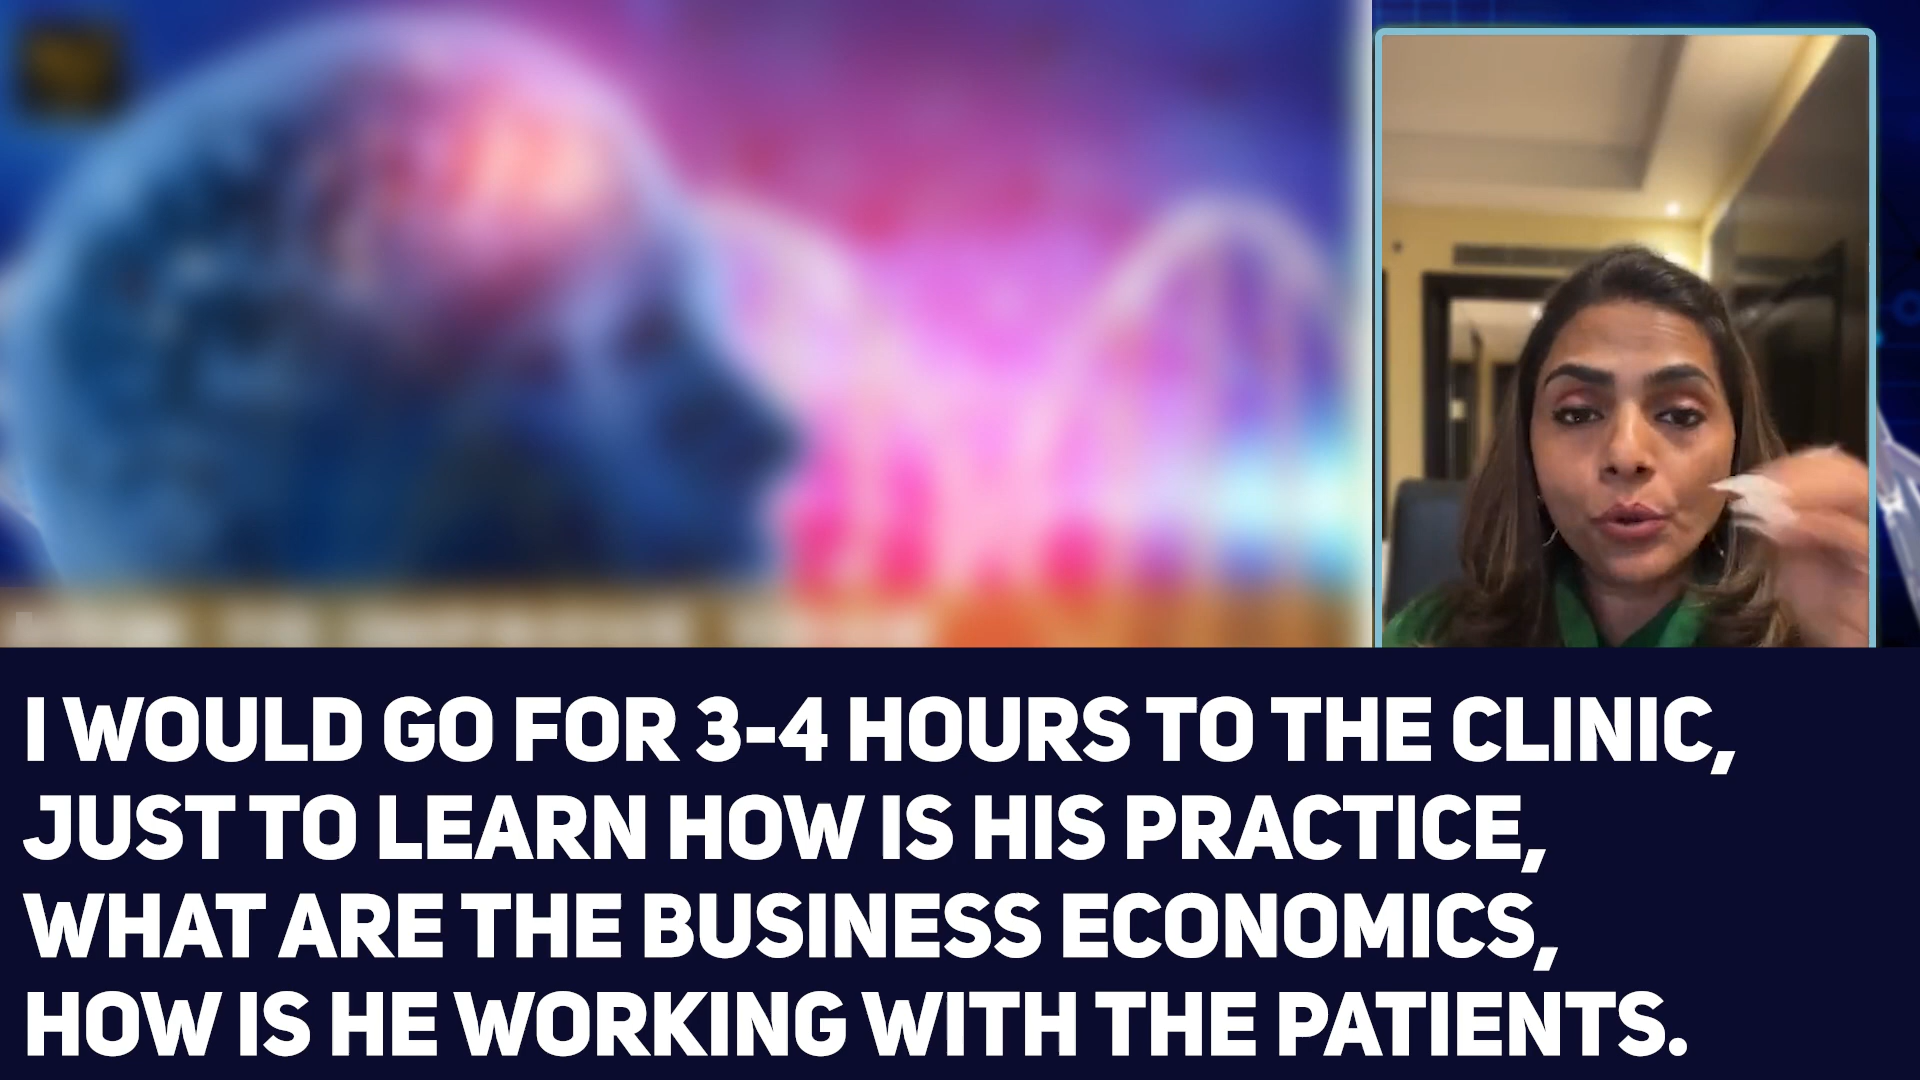 I WOULD GO FOR 3-4 HOURS TO THE CLINIC,
JUST TO LEARN HOW IS HIS PRACTICE,
WHAT ARE THE BUSINESS ECONOMICS,
HOW IS HE WORKING WITH THE PATIENTS.